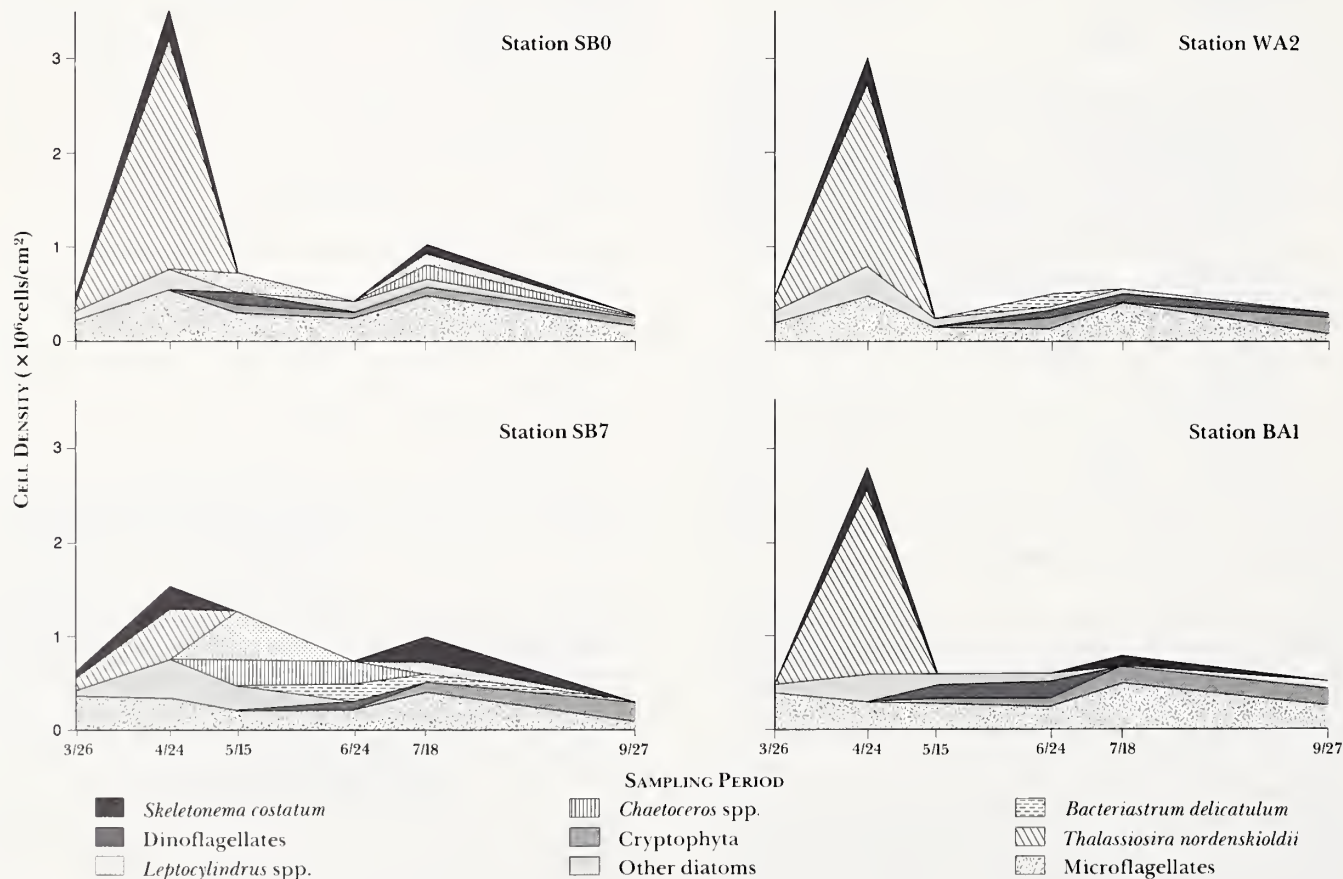 Station SB0
Station WA2
3
2
1
0
Station SB7
Station BA1
3
2
1
0
CELL DENSITY (× 10⁶cells/cm²)
3/26 4/24 5/15 6/24 7/18 9/27
3/26 4/24 5/15 6/24 7/18 9/27
SAMPLING PERIOD
Skeletonema costatum
Dinoflagellates
Leptocylindrus spp.
Chaetoceros spp.
Cryptophyta
Other diatoms
Bacteriastrum delicatulum
Thalassiosira nordenskioldii
Microflagellates